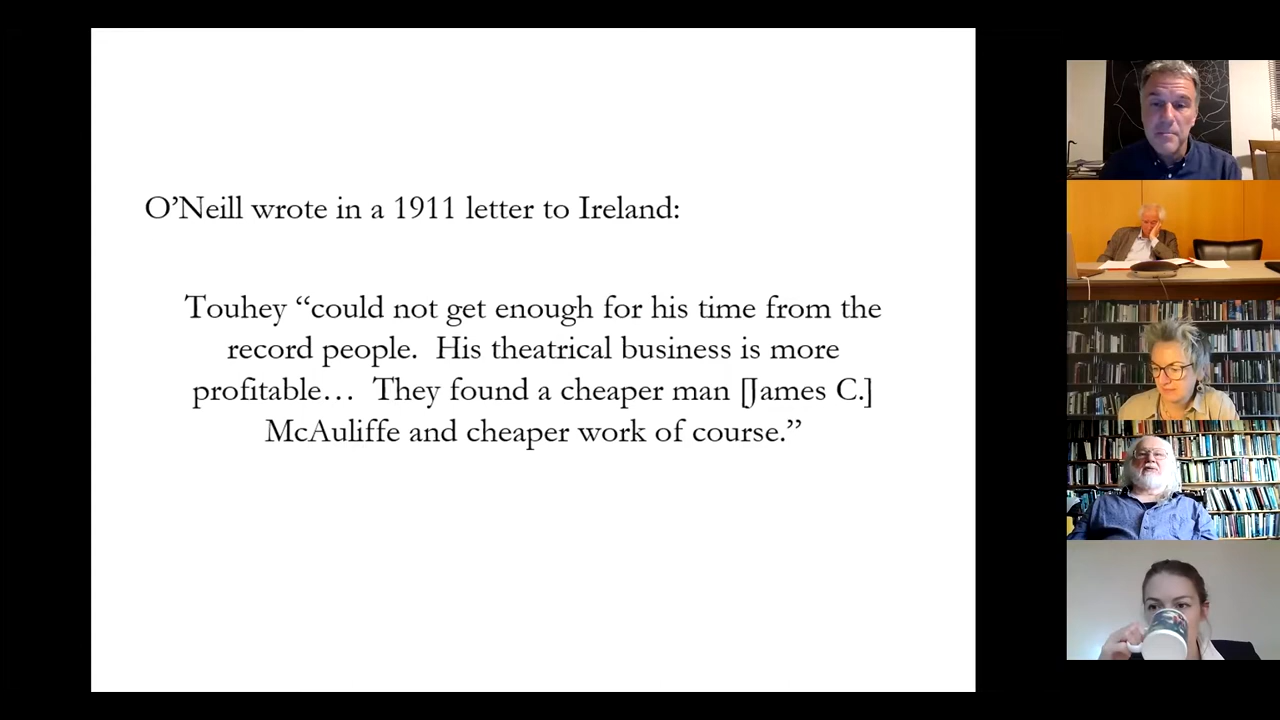 O’Neill wrote in a 1911 letter to Ireland:
Touhey “could not get enough for his time from the
record people.  His theatrical business is more
profitable…  They found a cheaper man [James C.]
McAuliffe and cheaper work of course.”